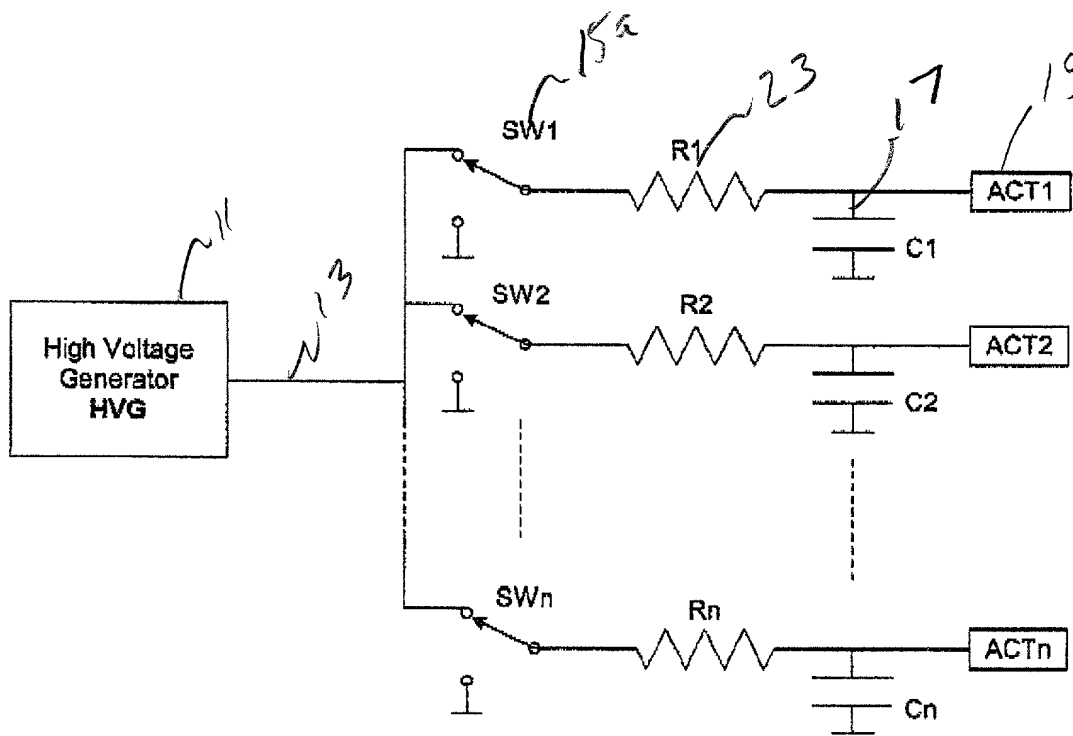 15a
23
17
SW1
R1
ACT1
C1
11
13
SW2
R2
High Voltage
Generator
HVG
ACT2
C2
SWn
Rn
ACTn
Cn